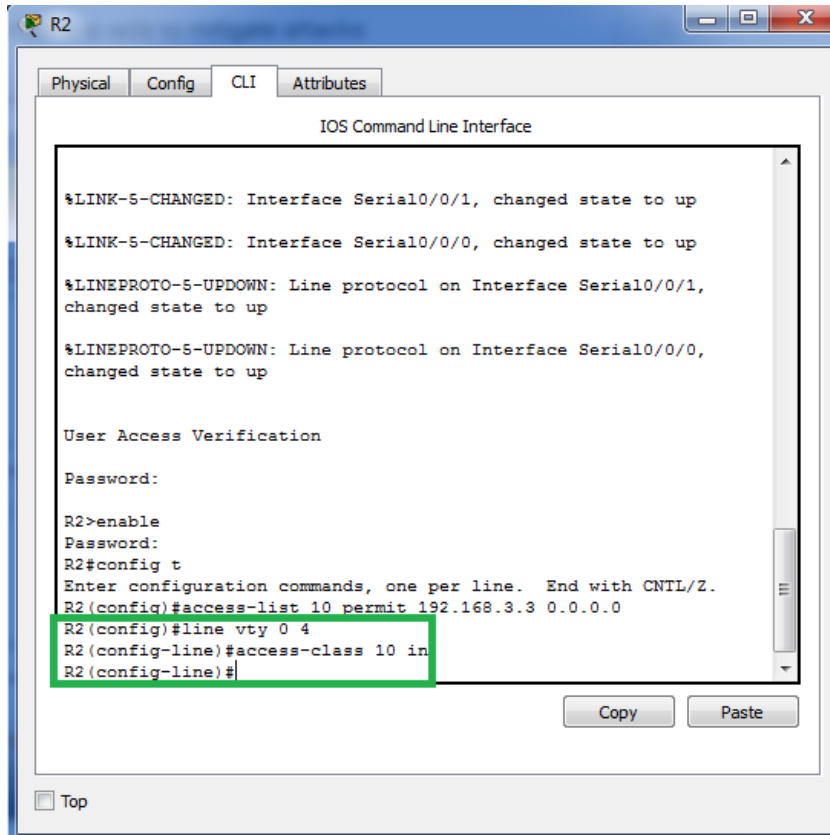 R2
Physical
Config
CLI
Attributes
IOS Command Line Interface
%LINK-5-CHANGED: Interface Serial0/0/1, changed state to up
%LINK-5-CHANGED: Interface Serial0/0/0, changed state to up
%LINEPROTO-5-UPDOWN: Line protocol on Interface Serial0/0/1,
changed state to up
%LINEPROTO-5-UPDOWN: Line protocol on Interface Serial0/0/0,
changed state to up
User Access Verification
Password:
R2>enable
Password:
R2#config t
Enter configuration commands, one per line.  End with CNTL/Z.
R2(config)#access-list 10 permit 192.168.3.3 0.0.0.0
R2(config)#line vty 0 4
R2(config-line)#access-class 10 in
R2(config-line)#
Copy
Paste
Top